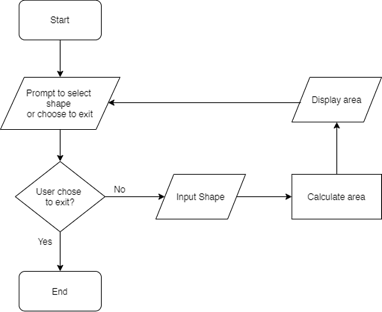 Start
Prompt to select
shape
or choose to exit
Display area
User chose
to exit?
No
Input Shape
Calculate area
Yes
End